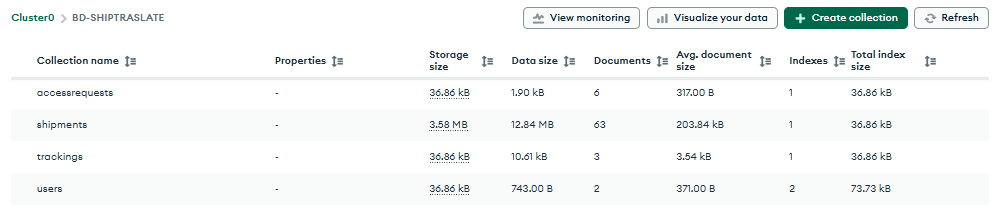 Cluster0 > BD-SHIPTRASLATE
View monitoring
Visualize your data
+ Create collection
Refresh
Collection name Properties Storage size Data size Documents Avg. document size Indexes Total index size
accessrequests - 36.86 kB 1.90 kB 6 317.00 B 1 36.86 kB
shipments - 3.58 MB 12.84 MB 63 203.84 kB 1 36.86 kB
trackings - 36.86 kB 10.61 kB 3 3.54 kB 1 36.86 kB
users - 36.86 kB 743.00 B 2 371.00 B 2 73.73 kB